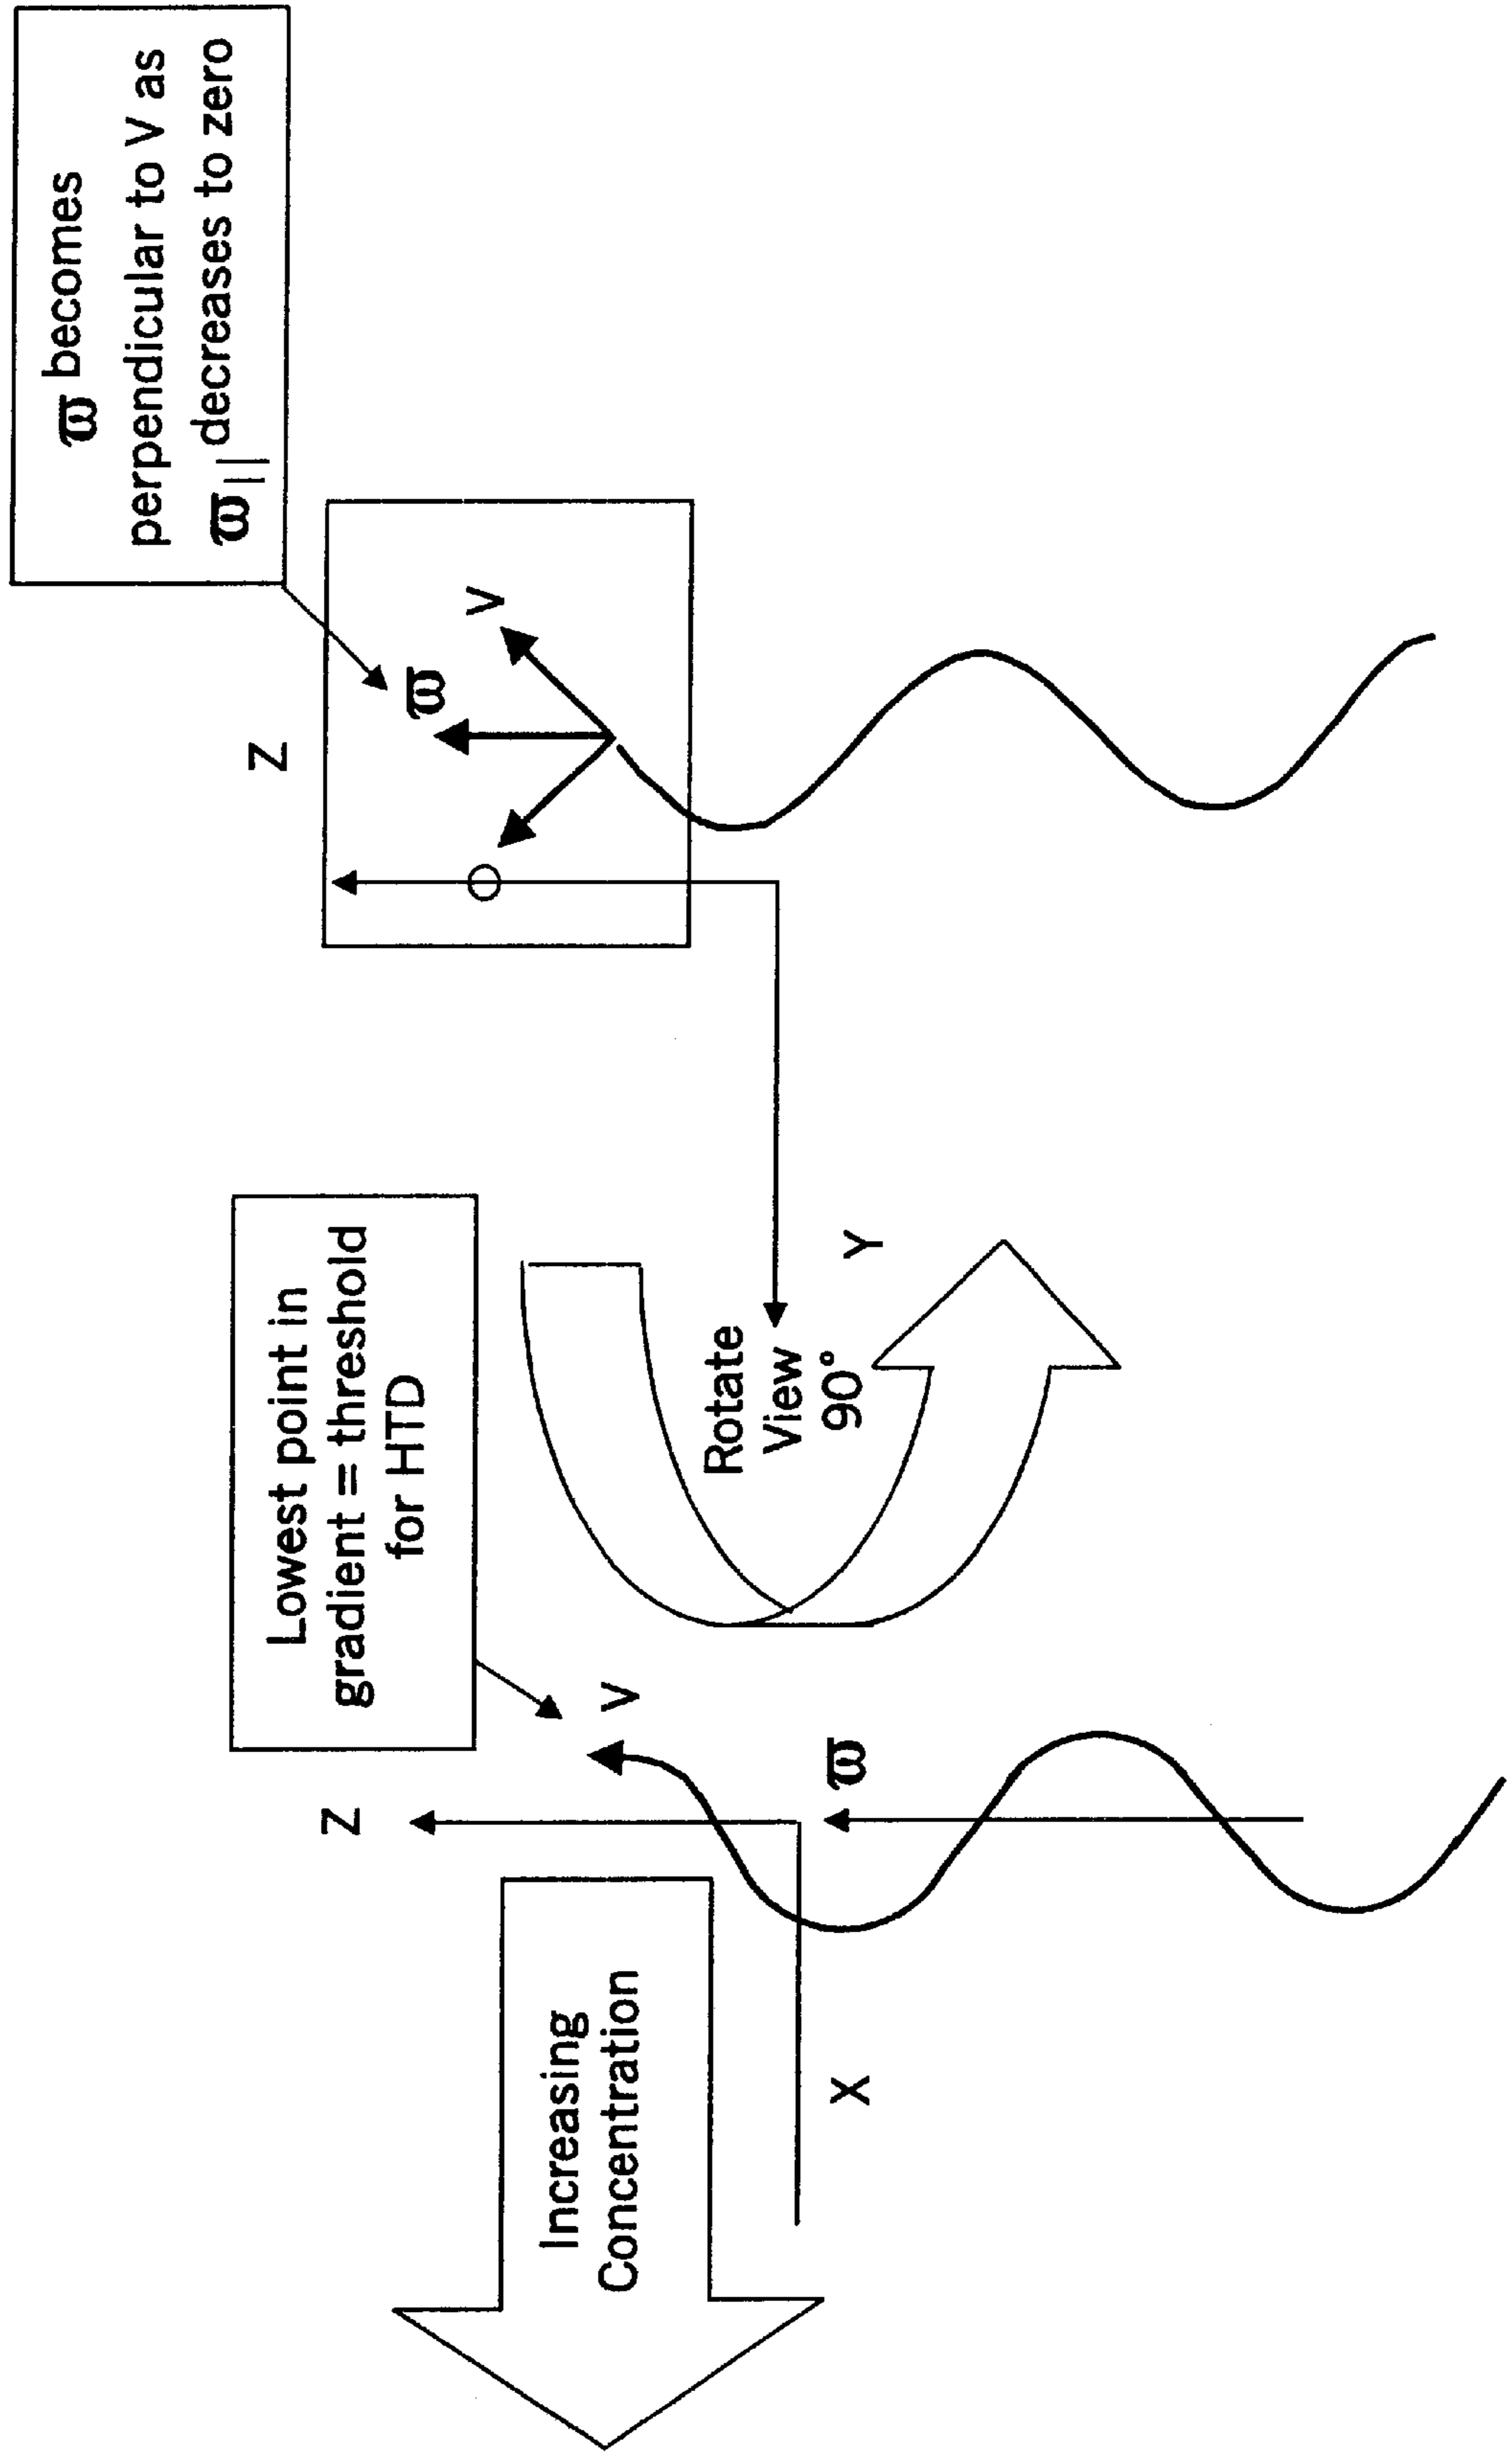 Increasing
Concentration
X
Z
ϖ
V
Lowest point in
gradient = threshold
for HTD
Rotate
View
90°
Y
Z
ϖ
V
ϖ becomes
perpendicular to V as
ϖ|| decreases to zero